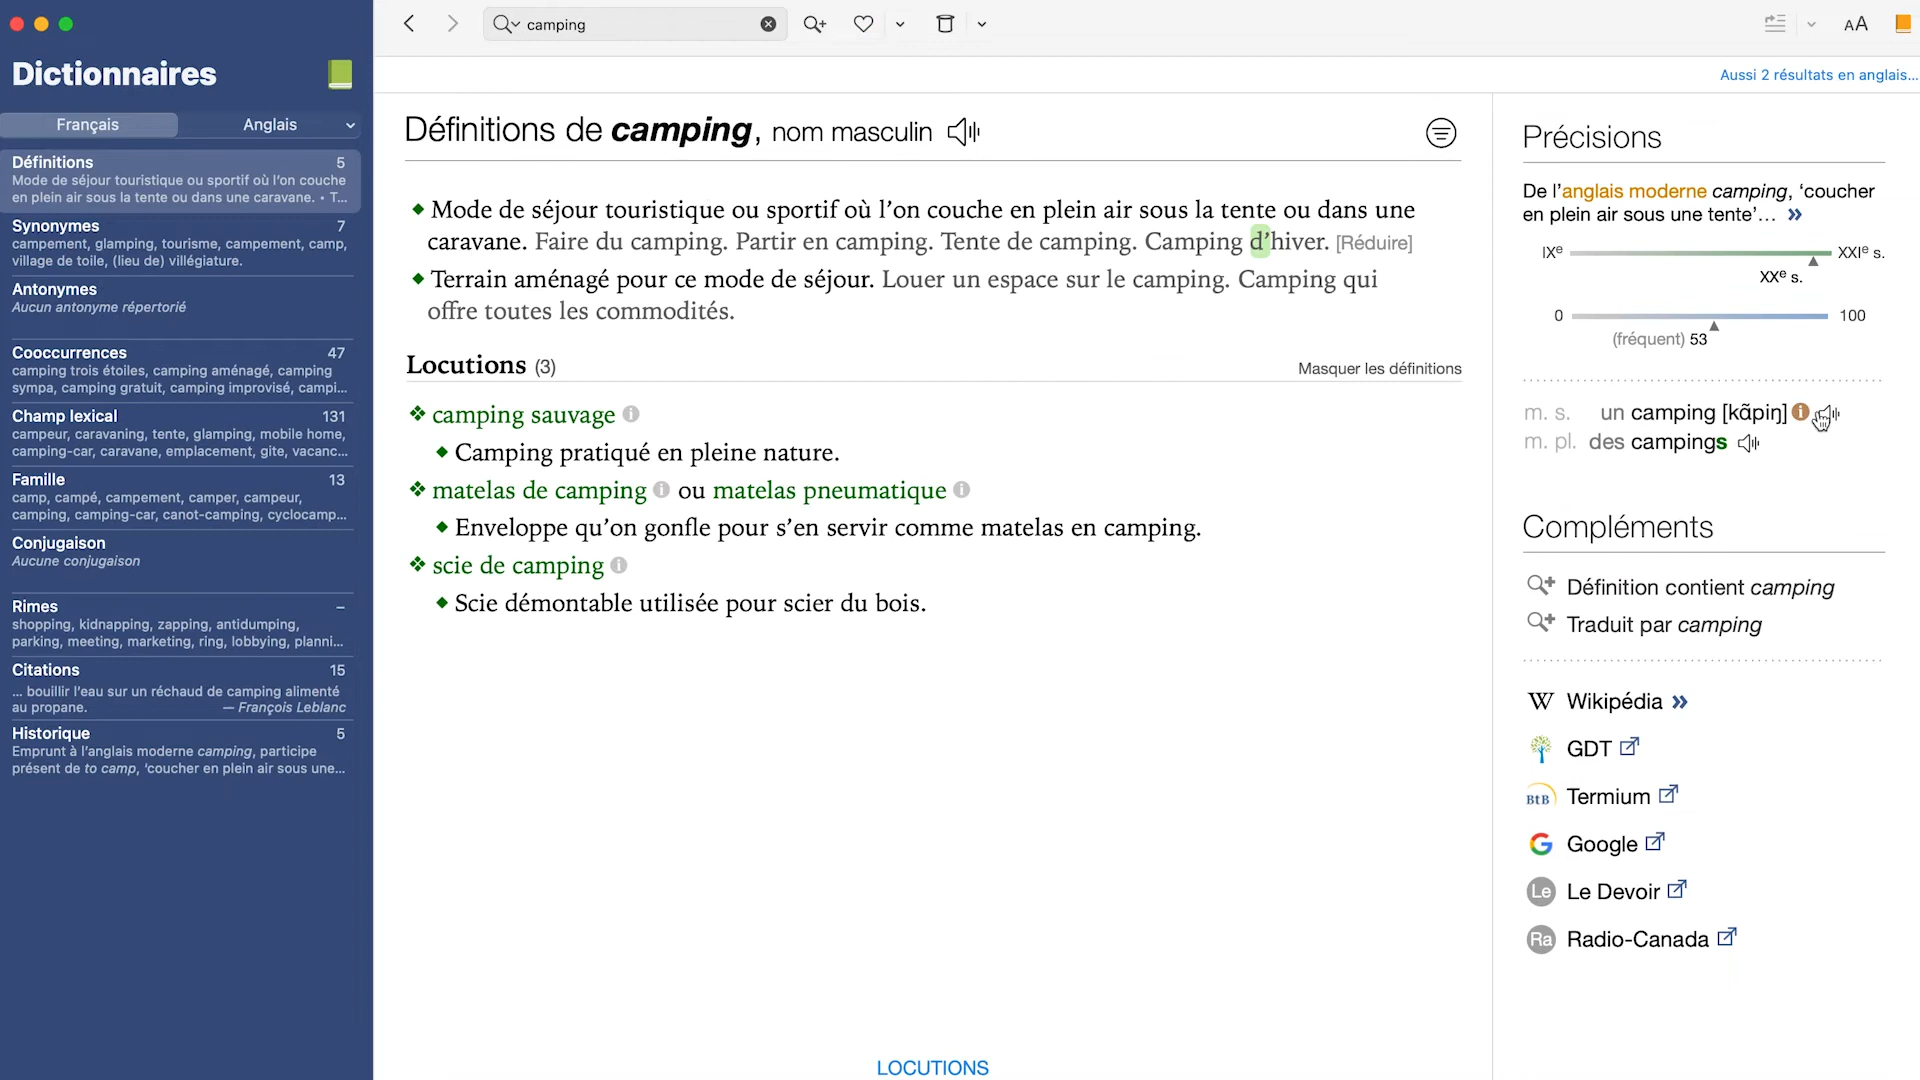 camping
AA
Dictionnaires
Aussi 2 résultats en anglais...
Français
Anglais
Définitions 5
Mode de séjour touristique ou sportif où l’on couche
en plein air sous la tente ou dans une caravane. • T...
Synonymes 7
campement, glamping, tourisme, campement, camp,
village de toile, (lieu de) villégiature.
Antonymes
Aucun antonyme répertorié
Cooccurrences 47
camping trois étoiles, camping aménagé, camping
sympa, camping gratuit, camping improvisé, campi...
Champ lexical 131
campeur, caravaning, tente, glamping, mobile home,
camping-car, caravane, emplacement, gite, vacanc...
Famille 13
camp, campé, campement, camper, campeur,
camping, camping-car, canot-camping, cyclocamp...
Conjugaison
Aucune conjugaison
Rimes –
shopping, kidnapping, zapping, antidumping,
parking, meeting, marketing, ring, lobbying, planni...
Citations 15
... bouillir l’eau sur un réchaud de camping alimenté
au propane. — François Leblanc
Historique 5
Emprunt à l’anglais moderne camping, participe
présent de to camp, ‘coucher en plein air sous une...
Définitions de camping, nom masculin
Mode de séjour touristique ou sportif où l’on couche en plein air sous la tente ou dans une
caravane. Faire du camping. Partir en camping. Tente de camping. Camping d’hiver. [Réduire]
Terrain aménagé pour ce mode de séjour. Louer un espace sur le camping. Camping qui
offre toutes les commodités.
Locutions (3) Masquer les définitions
camping sauvage
Camping pratiqué en pleine nature.
matelas de camping ou matelas pneumatique
Enveloppe qu’on gonfle pour s’en servir comme matelas en camping.
scie de camping
Scie démontable utilisée pour scier du bois.
LOCUTIONS
Précisions
De l’anglais moderne camping, ‘coucher
en plein air sous une tente’... »
IXe XXIe s.
XXe s.
0 100
(fréquent) 53
m. s. un camping [kɑ̃piŋ]
m. pl. des campings
Compléments
Définition contient camping
Traduit par camping
W Wikipédia »
GDT
BtB Termium
G Google
Le Le Devoir
Ra Radio-Canada